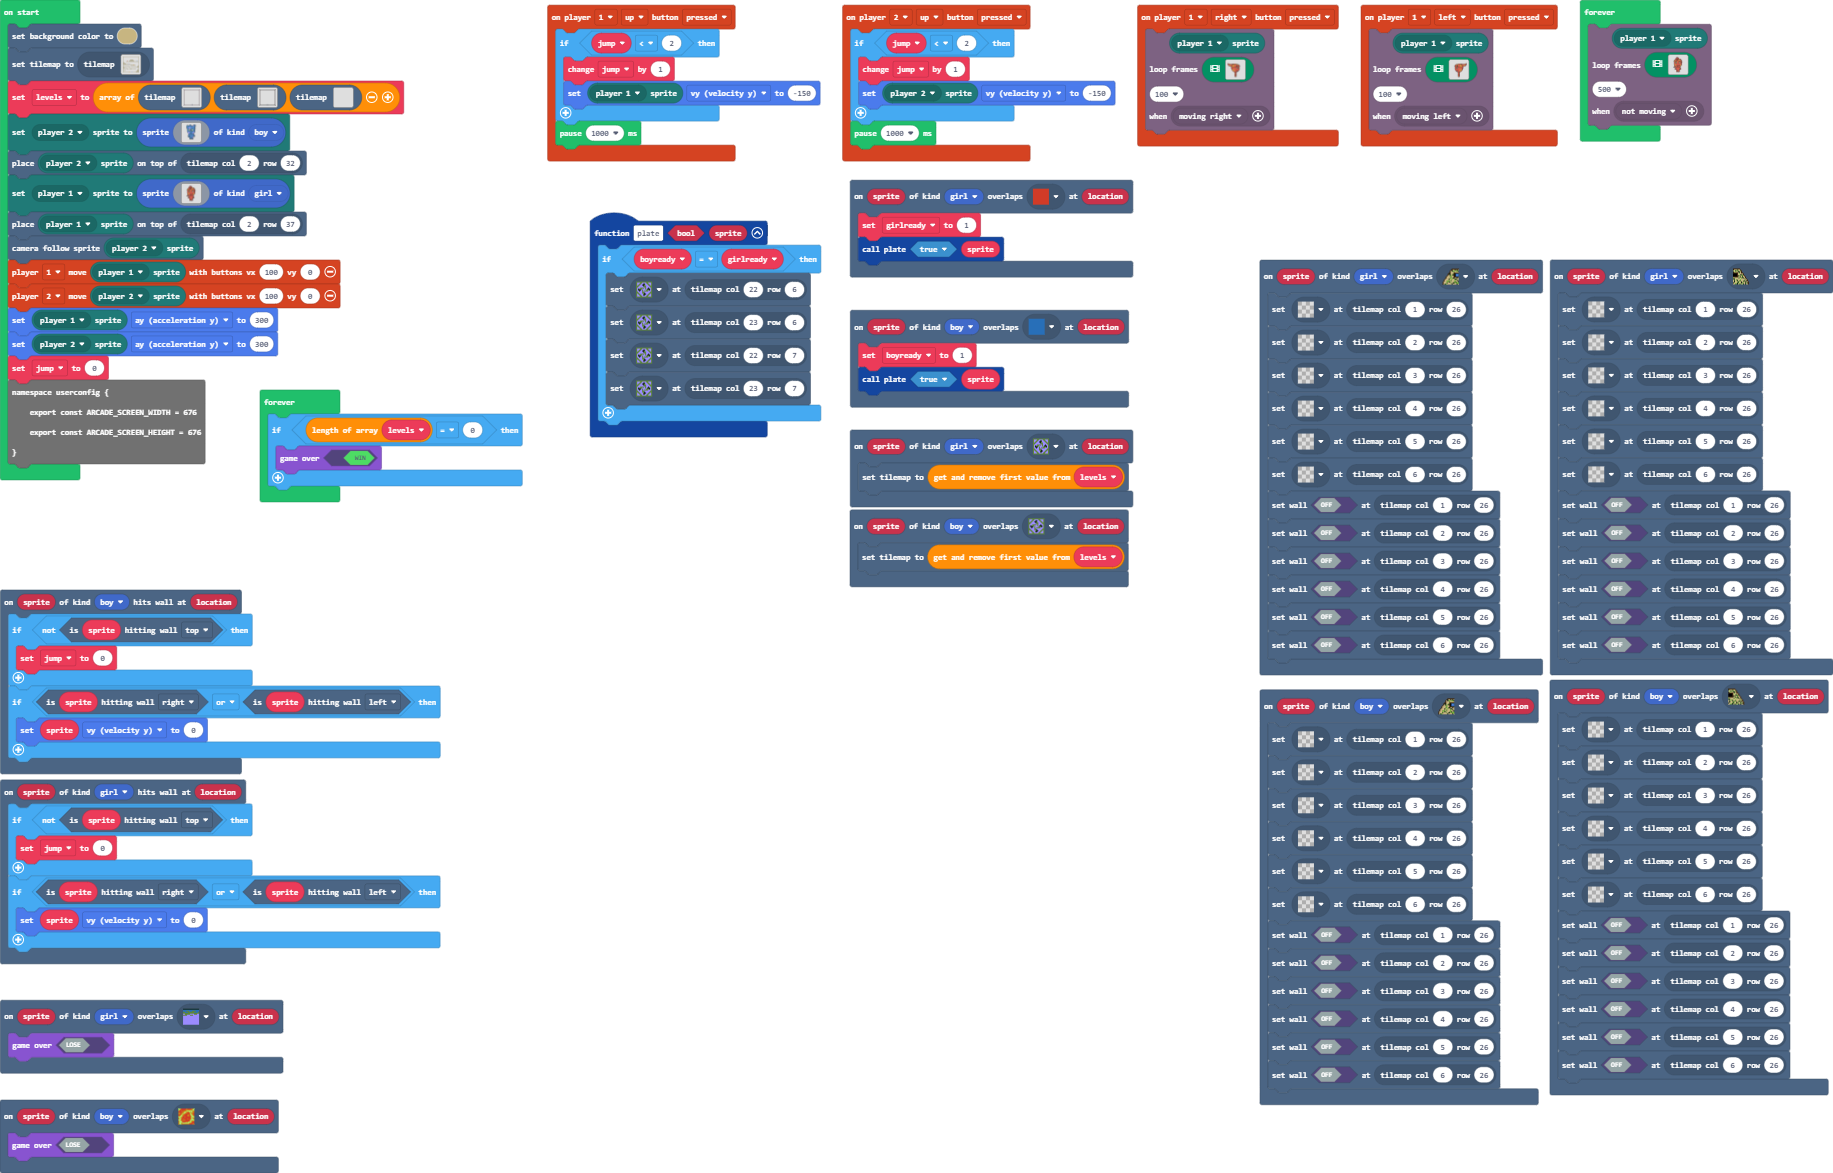 on start
set background color to
set tilemap to tilemap
set levels to array of tilemap tilemap tilemap
set player 2 sprite to sprite of kind boy
place player 2 sprite on top of tilemap col 2 row 32
set player 1 sprite to sprite of kind girl
place player 1 sprite on top of tilemap col 2 row 37
camera follow sprite player 2 sprite
player 1 move player 1 sprite with buttons vx 100 vy 0
player 2 move player 2 sprite with buttons vx 100 vy 0
set player 1 sprite ay (acceleration y) to 300
set player 2 sprite ay (acceleration y) to 300
set jump to 0
namespace userconfig {
export const ARCADE_SCREEN_WIDTH = 676
export const ARCADE_SCREEN_HEIGHT = 676
}
forever
if length of array levels = 0 then
game over WIN
on player 1 up button pressed
if jump < 2 then
change jump by 1
set player 1 sprite vy (velocity y) to -150
pause 1000 ms
on player 2 up button pressed
if jump < 2 then
change jump by 1
set player 2 sprite vy (velocity y) to -150
pause 1000 ms
on player 1 right button pressed
player 1 sprite
loop frames
100
when moving right
on player 1 left button pressed
player 1 sprite
loop frames
100
when moving left
forever
player 1 sprite
loop frames
500
when not moving
function plate bool sprite
if boyready = girlready then
set at tilemap col 22 row 6
set at tilemap col 23 row 6
set at tilemap col 22 row 7
set at tilemap col 23 row 7
on sprite of kind girl overlaps at location
set girlready to 1
call plate true sprite
on sprite of kind boy overlaps at location
set boyready to 1
call plate true sprite
on sprite of kind girl overlaps at location
set tilemap to get and remove first value from levels
on sprite of kind boy overlaps at location
set tilemap to get and remove first value from levels
on sprite of kind girl overlaps at location
set at tilemap col 1 row 26
set at tilemap col 2 row 26
set at tilemap col 3 row 26
set at tilemap col 4 row 26
set at tilemap col 5 row 26
set at tilemap col 6 row 26
set wall OFF at tilemap col 1 row 26
set wall OFF at tilemap col 2 row 26
set wall OFF at tilemap col 3 row 26
set wall OFF at tilemap col 4 row 26
set wall OFF at tilemap col 5 row 26
set wall OFF at tilemap col 6 row 26
on sprite of kind girl overlaps at location
set at tilemap col 1 row 26
set at tilemap col 2 row 26
set at tilemap col 3 row 26
set at tilemap col 4 row 26
set at tilemap col 5 row 26
set at tilemap col 6 row 26
set wall OFF at tilemap col 1 row 26
set wall OFF at tilemap col 2 row 26
set wall OFF at tilemap col 3 row 26
set wall OFF at tilemap col 4 row 26
set wall OFF at tilemap col 5 row 26
set wall OFF at tilemap col 6 row 26
on sprite of kind boy hits wall at location
if not is sprite hitting wall top then
set jump to 0
if is sprite hitting wall right or is sprite hitting wall left then
set sprite vy (velocity y) to 0
on sprite of kind girl hits wall at location
if not is sprite hitting wall top then
set jump to 0
if is sprite hitting wall right or is sprite hitting wall left then
set sprite vy (velocity y) to 0
on sprite of kind girl overlaps at location
game over LOSE
on sprite of kind boy overlaps at location
game over LOSE
on sprite of kind boy overlaps at location
set at tilemap col 1 row 26
set at tilemap col 2 row 26
set at tilemap col 3 row 26
set at tilemap col 4 row 26
set at tilemap col 5 row 26
set at tilemap col 6 row 26
set wall OFF at tilemap col 1 row 26
set wall OFF at tilemap col 2 row 26
set wall OFF at tilemap col 3 row 26
set wall OFF at tilemap col 4 row 26
set wall OFF at tilemap col 5 row 26
set wall OFF at tilemap col 6 row 26
on sprite of kind boy overlaps at location
set at tilemap col 1 row 26
set at tilemap col 2 row 26
set at tilemap col 3 row 26
set at tilemap col 4 row 26
set at tilemap col 5 row 26
set at tilemap col 6 row 26
set wall OFF at tilemap col 1 row 26
set wall OFF at tilemap col 2 row 26
set wall OFF at tilemap col 3 row 26
set wall OFF at tilemap col 4 row 26
set wall OFF at tilemap col 5 row 26
set wall OFF at tilemap col 6 row 26